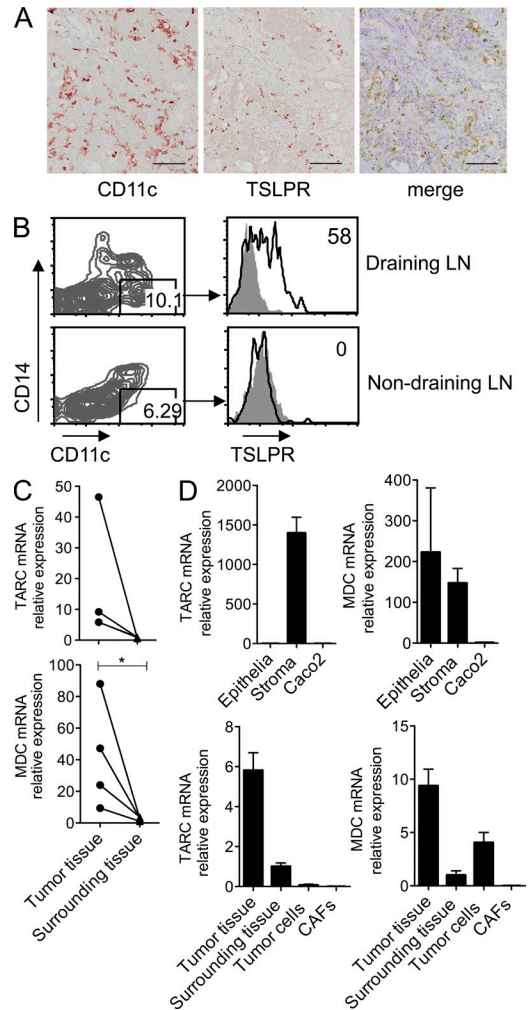 A
CD11c TSLPR merge
B
CD14
10.1
58
Draining LN
6.29
0
Non-draining LN
CD11c TSLPR
C
TARC mRNA
relative expression
50
40
30
20
10
0
MDC mRNA
relative expression
*
100
80
60
40
20
0
Tumor tissue
Surrounding tissue
D
TARC mRNA
relative expression
2000
1500
1000
500
0
Epithelia
Stroma
Caco2
MDC mRNA
relative expression
400
300
200
100
0
Epithelia
Stroma
Caco2
TARC mRNA
relative expression
8
6
4
2
0
Tumor tissue
Surrounding tissue
Tumor cells
CAFs
MDC mRNA
relative expression
15
10
5
0
Tumor tissue
Surrounding tissue
Tumor cells
CAFs